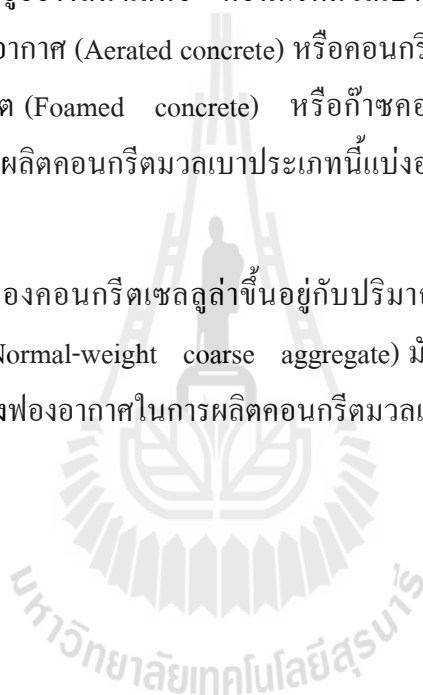 อากาศ (Aerated concrete) หรือคอนกรี
ต (Foamed concrete) หรือก๊าซคอ
ผลิตคอนกรีตมวลเบาประเภทนี้แบ่งอ
องคอนกรีตเซลลูล่าขึ้นอยู่กับปริมา
Normal-weight coarse aggregate) มั
งฟองอากาศในการผลิตคอนกรีตมวลเ
มหาวิทยาลัยเทคโนโลยีสุรนารี